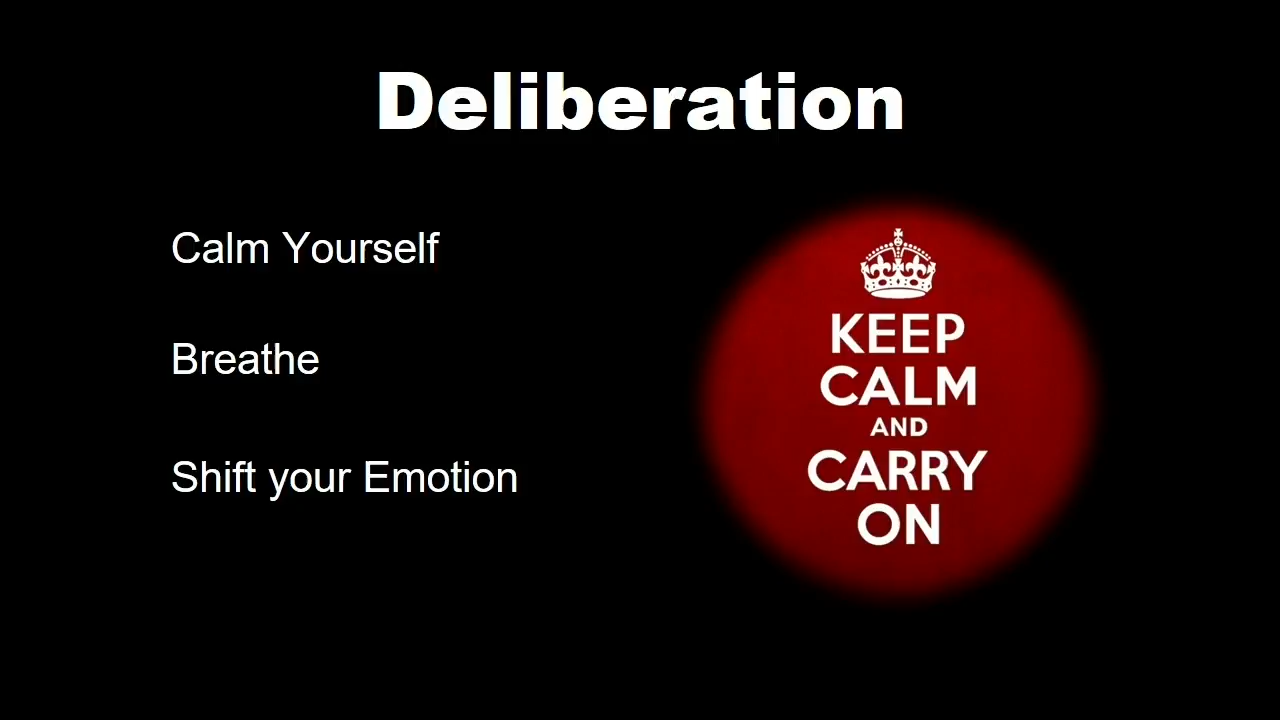 Deliberation
Calm Yourself
Breathe
Shift your Emotion
KEEP
CALM
AND
CARRY
ON